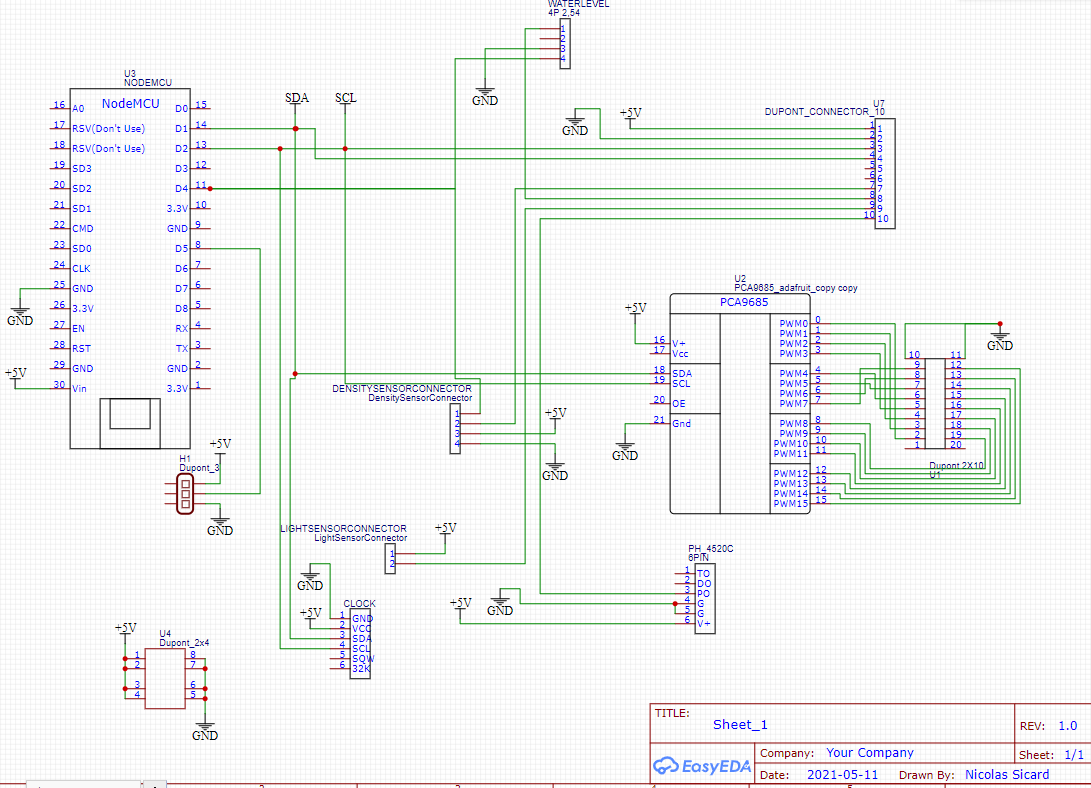 WATERLEVEL
4P 2,54
1
2
3
4
GND
U3
NODEMCU
NodeMCU
16 A0 D0 15
17 RSV(Don't Use) D1 14
18 RSV(Don't Use) D2 13
19 SD3 D3 12
20 SD2 D4 11
21 SD1 3.3V 10
22 CMD GND 9
23 SD0 D5 8
24 CLK D6 7
25 GND D7 6
26 3.3V D8 5
27 EN RX 4
28 RST TX 3
29 GND GND 2
30 Vin 3.3V 1
GND
+5V
SDA
SCL
GND
+5V
U7
DUPONT_CONNECTOR_10
1 1
2 2
3 3
4 4
5 5
6 6
7 7
8 8
9 9
10 10
U2
PCA9685_adafruit_copy copy
PCA9685
+5V
16 V+
17 Vcc
18 SDA
19 SCL
20 OE
21 Gnd
GND
PWM0 0
PWM1 1
PWM2 2
PWM3 3
PWM4 4
PWM5 5
PWM6 6
PWM7 7
PWM8 8
PWM9 9
PWM10 10
PWM11 11
PWM12 12
PWM13 13
PWM14 14
PWM15 15
GND
10 11
9 12
8 13
7 14
6 15
5 16
4 17
3 18
2 19
1 20
Dupont 2X10
U1
DENSITYSENSORCONNECTOR
DensitySensorConnector
1
2
3
4
+5V
GND
+5V
H1
Dupont_3
GND
LIGHTSENSORCONNECTOR
LightSensorConnector
1
2
+5V
GND
+5V
CLOCK
1 GND
2 VCC
3 SDA
4 SCL
5 SQW
6 32K
PH_4520C
6PIN
1 TO
2 DO
3 PO
4 G
5 G
6 V+
+5V
GND
+5V
U4
Dupont_2x4
1 8
2 7
3 6
4 5
GND
TITLE:
Sheet_1
REV: 1.0
EasyEDA
Company: Your Company
Sheet: 1/1
Date: 2021-05-11 Drawn By: Nicolas Sicard